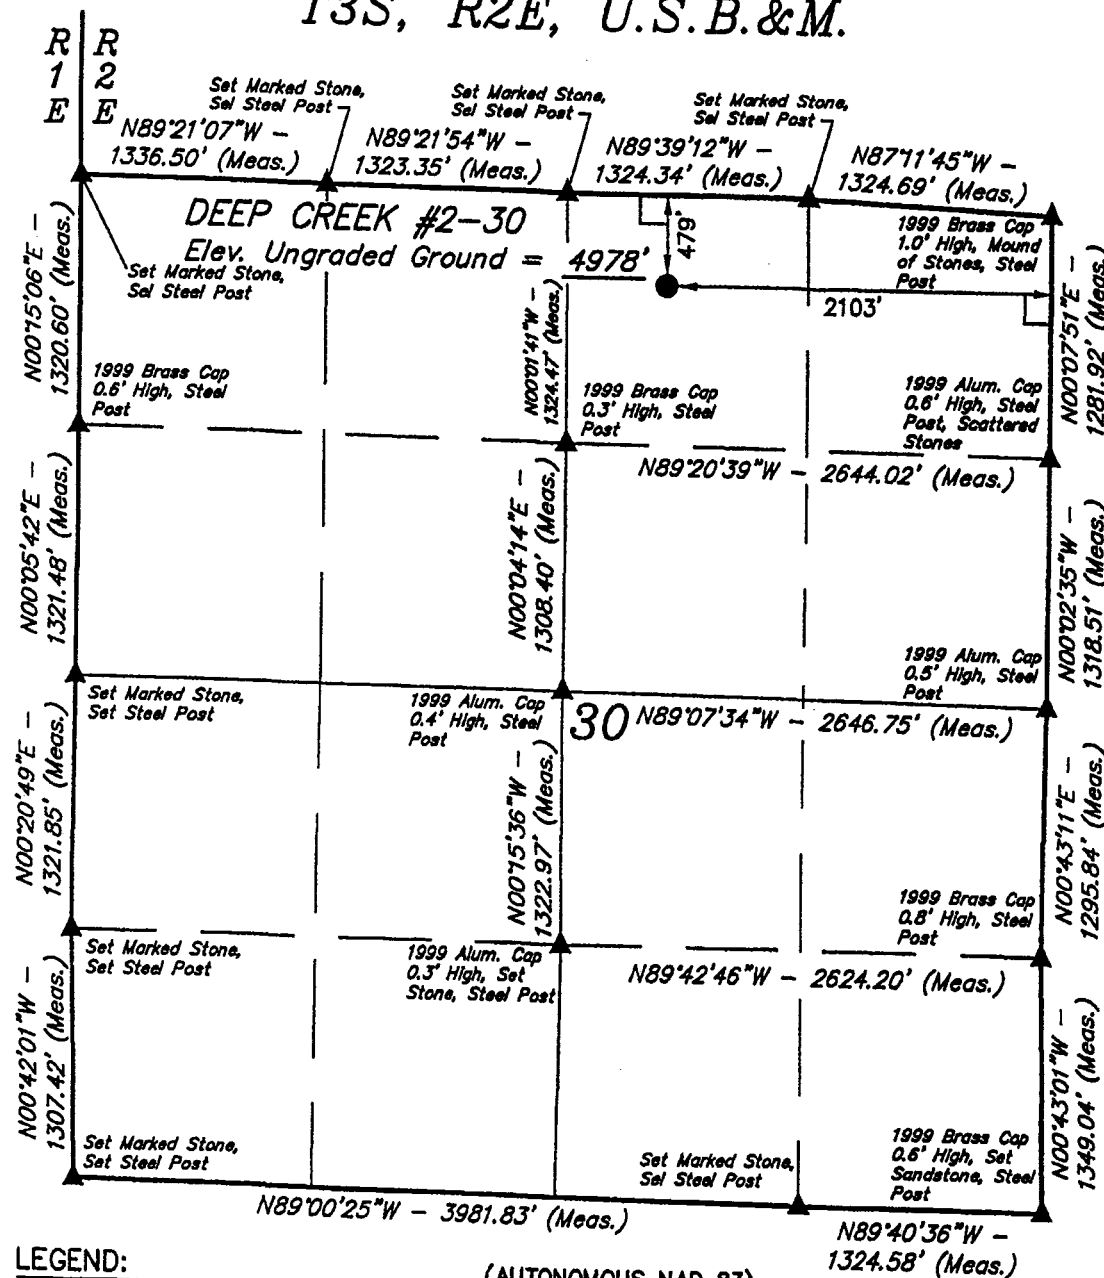 T3S, R2E, U.S.B.&M.
R R
1 2
E E
Set Marked Stone,
Set Steel Post
Set Marked Stone,
Set Steel Post
Set Marked Stone,
Set Steel Post
N89°21'07"W –
1336.50' (Meas.)
N89°21'54"W –
1323.35' (Meas.)
N89°39'12"W –
1324.34' (Meas.)
N87°11'45"W –
1324.69' (Meas.)
DEEP CREEK #2-30
Elev. Ungraded Ground = 4978'
Set Marked Stone,
Set Steel Post
479'
1999 Brass Cap
1.0' High, Mound
of Stones, Steel
Post
2103'
N00°15'06"E –
1320.60' (Meas.)
N00°01'41"W –
1324.47' (Meas.)
N00°07'51"E –
1281.92' (Meas.)
1999 Brass Cap
0.6' High, Steel
Post
1999 Brass Cap
0.3' High, Steel
Post
1999 Alum. Cap
0.6' High, Steel
Post, Scattered
Stones
N89°20'39"W – 2644.02' (Meas.)
N00°05'42"E –
1321.48' (Meas.)
N00°04'14"E –
1308.40' (Meas.)
N00°02'35"W –
1318.51' (Meas.)
Set Marked Stone,
Set Steel Post
1999 Alum. Cap
0.4' High, Steel
Post
1999 Alum. Cap
0.5' High, Steel
Post
30
N89°07'34"W – 2646.75' (Meas.)
N00°20'49"E –
1321.85' (Meas.)
N00°15'36"W –
1322.97' (Meas.)
N00°43'11"E –
1295.84' (Meas.)
Set Marked Stone,
Set Steel Post
1999 Alum. Cap
0.3' High, Set
Stone, Steel Post
1999 Brass Cap
0.8' High, Steel
Post
N89°42'46"W – 2624.20' (Meas.)
N00°42'01"W –
1307.42' (Meas.)
N00°43'01"W –
1349.04' (Meas.)
Set Marked Stone,
Set Steel Post
Set Marked Stone,
Set Steel Post
1999 Brass Cap
0.6' High, Set
Sandstone, Steel
Post
N89°00'25"W – 3981.83' (Meas.)
N89°40'36"W –
1324.58' (Meas.)
LEGEND:
(AUTONOMOUS NAD 83)